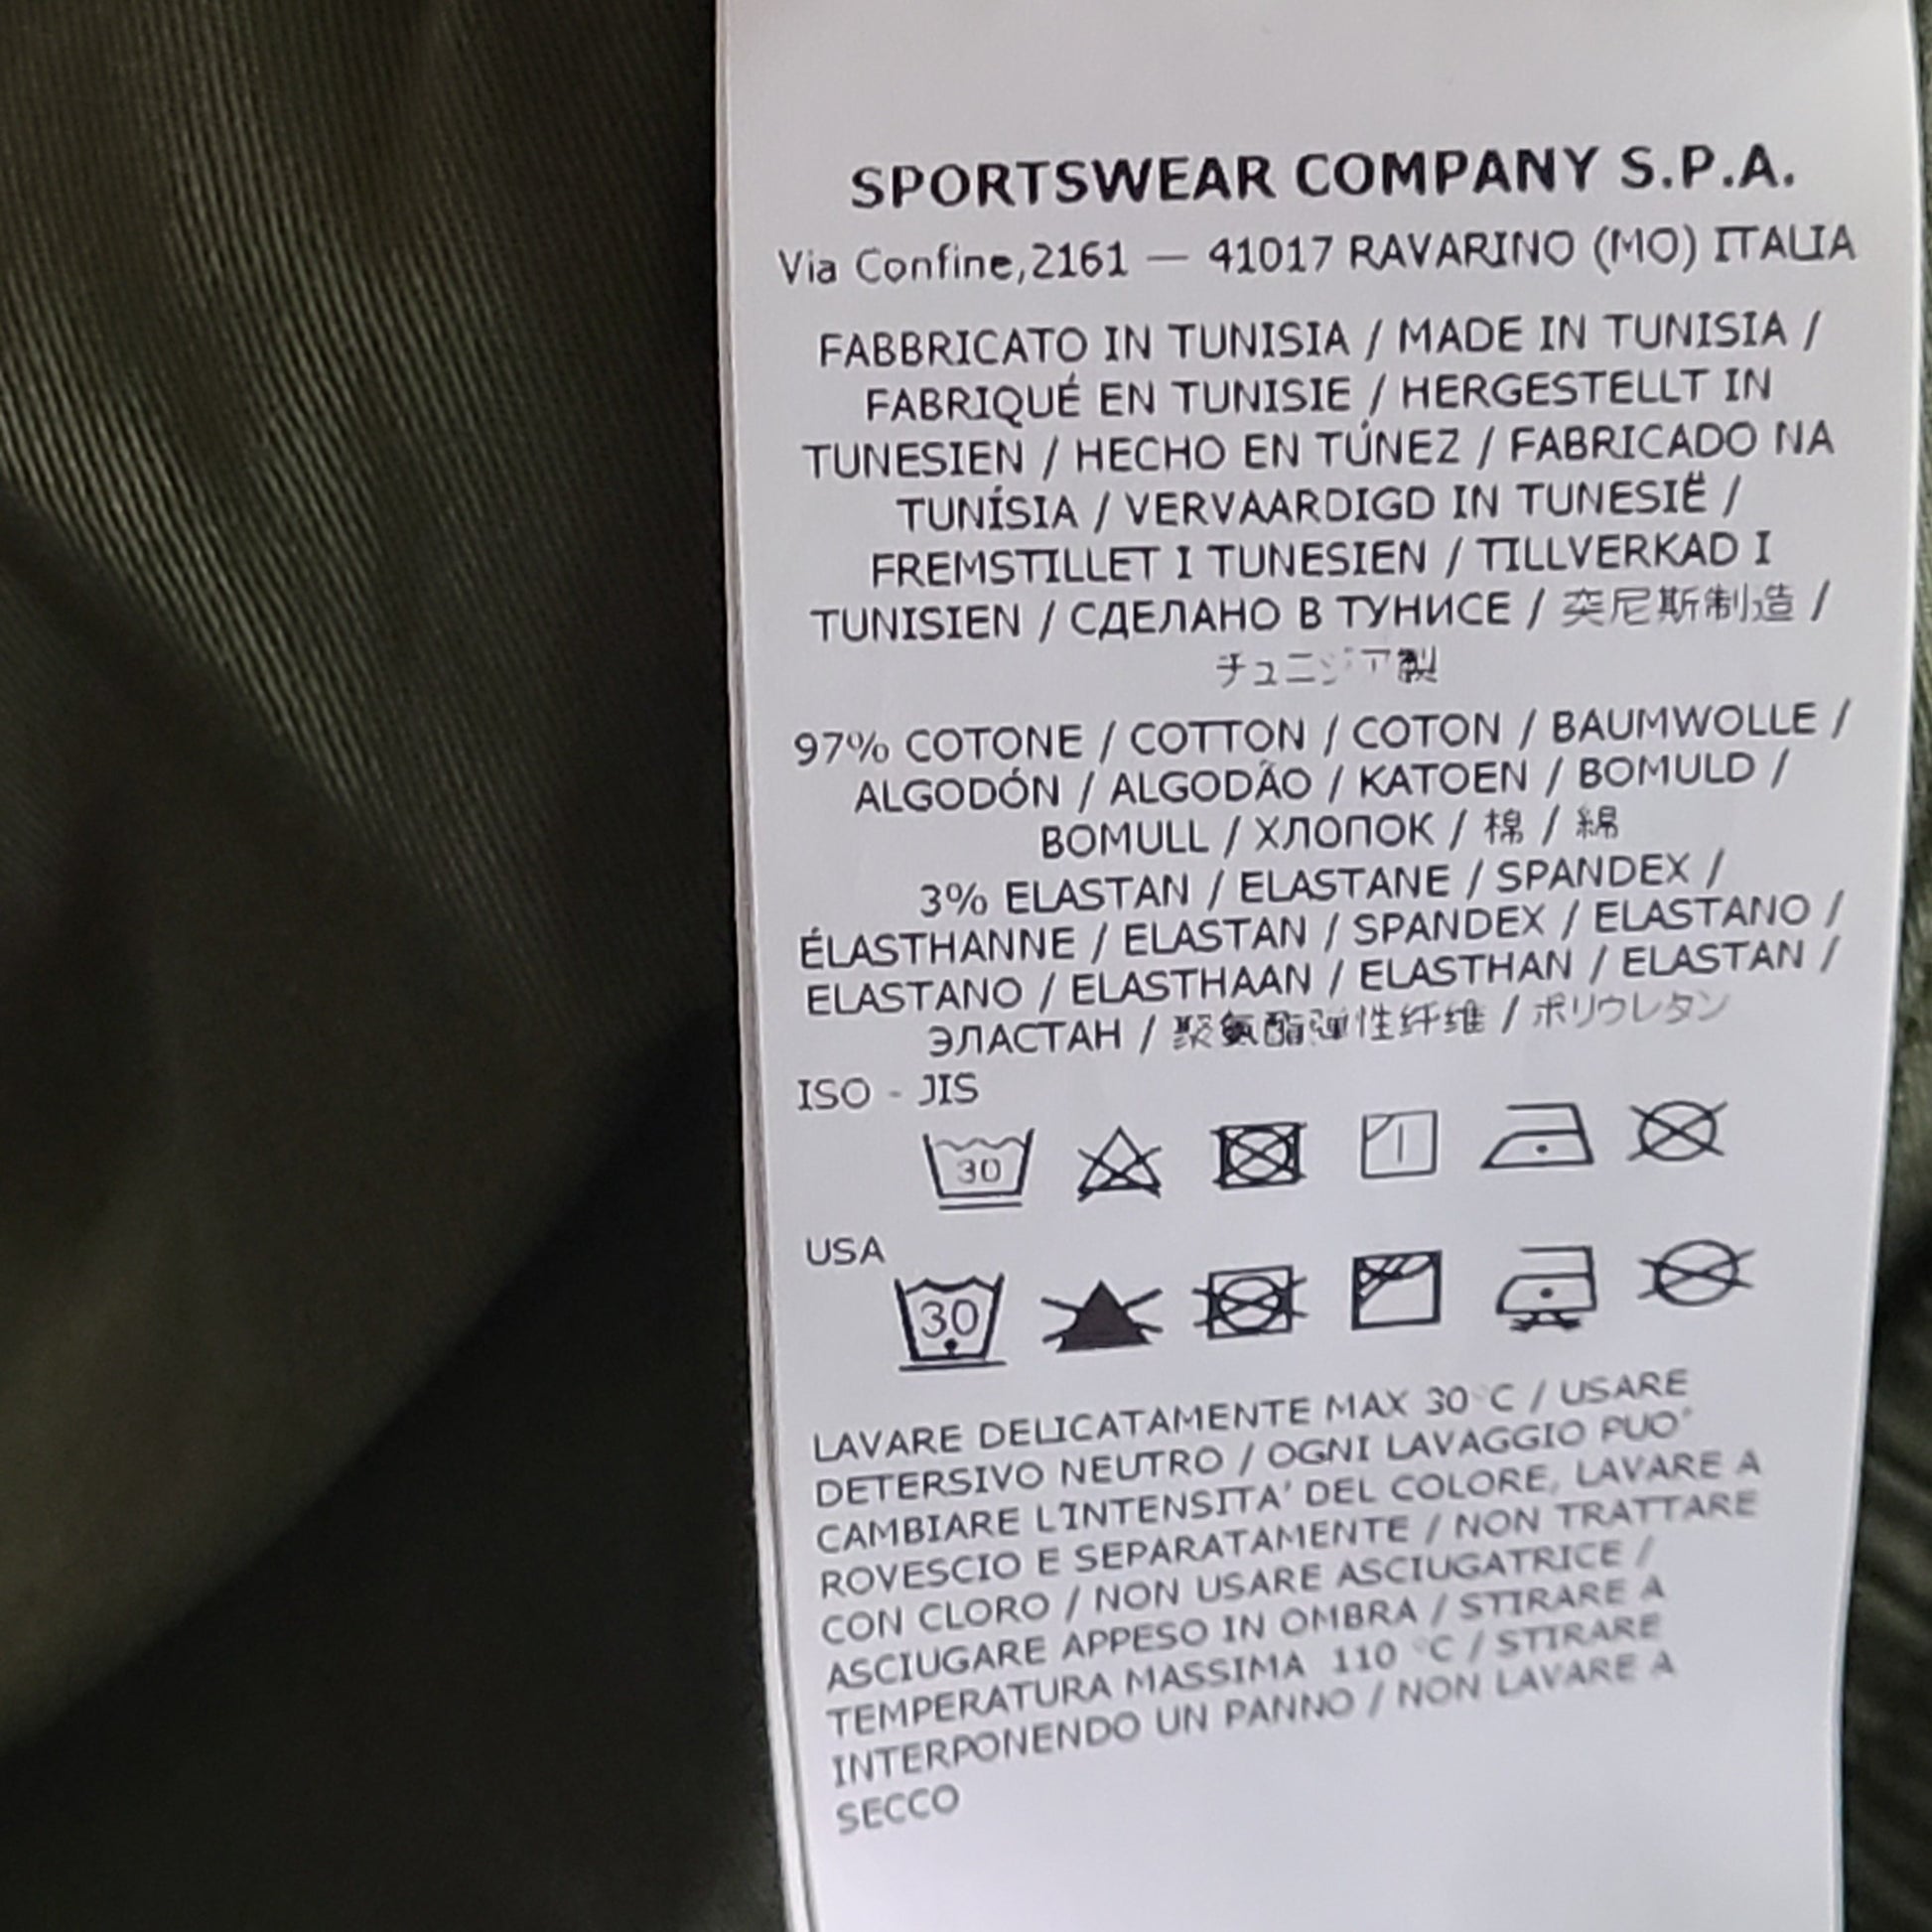 SPORTSWEAR COMPANY S.P.A.
Via Confine,2161 — 41017 RAVARINO (MO) ITALIA
FABBRICATO IN TUNISIA / MADE IN TUNISIA /
FABRIQUÉ EN TUNISIE / HERGESTELLT IN
TUNESIEN / HECHO EN TÚNEZ / FABRICADO NA
TUNÍSIA / VERVAARDIGD IN TUNESIË /
FREMSTILLET I TUNESIEN / TILLVERKAD I
TUNISIEN / СДЕЛАНО В ТУНИСЕ / 突尼斯制造 /
チュニジア製
97% COTONE / COTTON / COTON / BAUMWOLLE /
ALGODÓN / ALGODÃO / KATOEN / BOMULD /
BOMULL / ХЛОПОК / 棉 / 綿
3% ELASTAN / ELASTANE / SPANDEX /
ÉLASTHANNE / ELASTAN / SPANDEX / ELASTANO /
ELASTANO / ELASTHAAN / ELASTHAN / ELASTAN /
ЭЛАСТАН / 聚氨酯弹性纤维 / ポリウレタン
ISO - JIS
30
USA
30
LAVARE DELICATAMENTE MAX 30°C / USARE
DETERSIVO NEUTRO / OGNI LAVAGGIO PUO'
CAMBIARE L'INTENSITA' DEL COLORE, LAVARE A
ROVESCIO E SEPARATAMENTE / NON TRATTARE
CON CLORO / NON USARE ASCIUGATRICE /
ASCIUGARE APPESO IN OMBRA / STIRARE A
TEMPERATURA MASSIMA 110 °C / STIRARE
INTERPONENDO UN PANNO / NON LAVARE A
SECCO